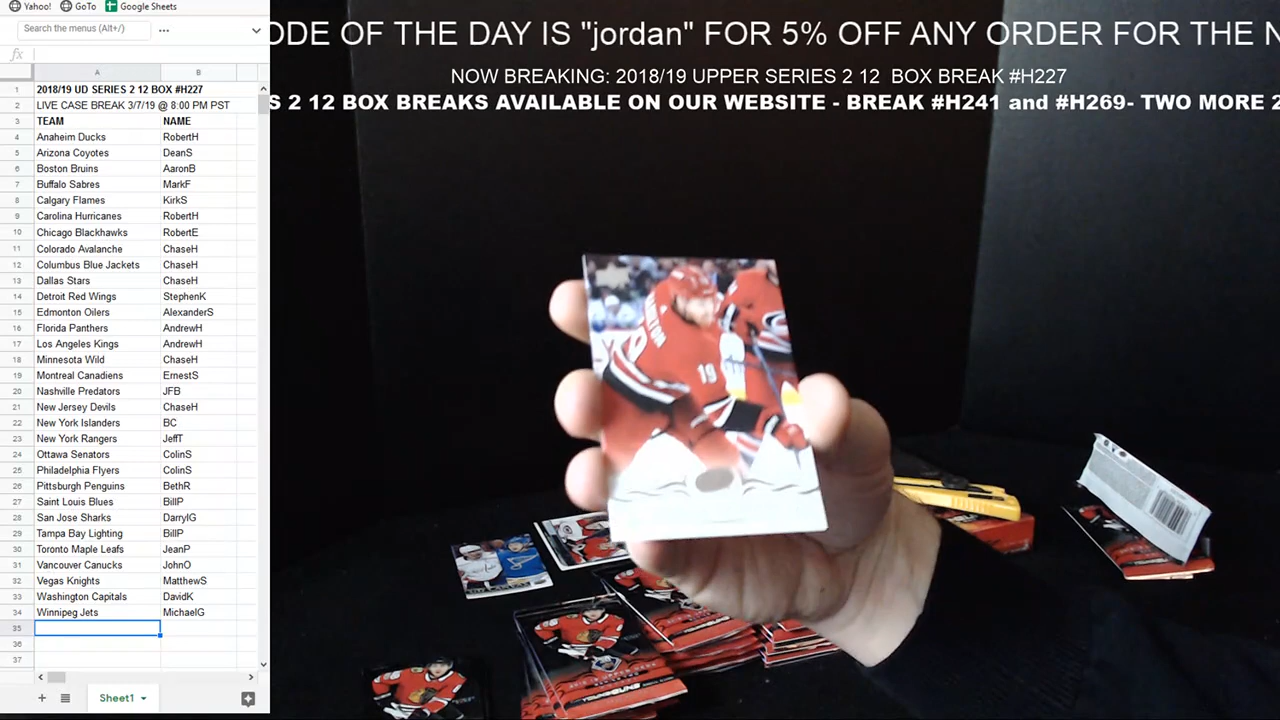 Yahoo! GoTo Google Sheets
Search the menus (Alt+/)
fx
A B
1 2018/19 UD SERIES 2 12 BOX #H227
2 LIVE CASE BREAK 3/7/19 @ 8:00 PM PST
3 TEAM NAME
4 Anaheim Ducks RobertH
5 Arizona Coyotes DeanS
6 Boston Bruins AaronB
7 Buffalo Sabres MarkF
8 Calgary Flames KirkS
9 Carolina Hurricanes RobertH
10 Chicago Blackhawks RobertE
11 Colorado Avalanche ChaseH
12 Columbus Blue Jackets ChaseH
13 Dallas Stars ChaseH
14 Detroit Red Wings StephenK
15 Edmonton Oilers AlexanderS
16 Florida Panthers AndrewH
17 Los Angeles Kings AndrewH
18 Minnesota Wild ChaseH
19 Montreal Canadiens ErnestS
20 Nashville Predators JFB
21 New Jersey Devils ChaseH
22 New York Islanders BC
23 New York Rangers JeffT
24 Ottawa Senators ColinS
25 Philadelphia Flyers ColinS
26 Pittsburgh Penguins BethR
27 Saint Louis Blues BillP
28 San Jose Sharks DarrylG
29 Tampa Bay Lighting BillP
30 Toronto Maple Leafs JeanP
31 Vancouver Canucks JohnO
32 Vegas Knights MatthewS
33 Washington Capitals DavidK
34 Winnipeg Jets MichaelG
35
36
37
Sheet1
ODE OF THE DAY IS "jordan" FOR 5% OFF ANY ORDER FOR THE N
NOW BREAKING: 2018/19 UPPER SERIES 2 12 BOX BREAK #H227
S 2 12 BOX BREAKS AVAILABLE ON OUR WEBSITE - BREAK #H241 and #H269- TWO MORE 2
19